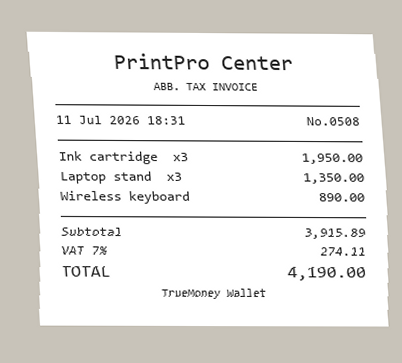 PrintPro Center
ABB. TAX INVOICE
11 Jul 2026 18:31 No.0508
Ink cartridge x3 1,950.00
Laptop stand x3 1,350.00
Wireless keyboard 890.00
Subtotal 3,915.89
VAT 7% 274.11
TOTAL 4,190.00
TrueMoney Wallet